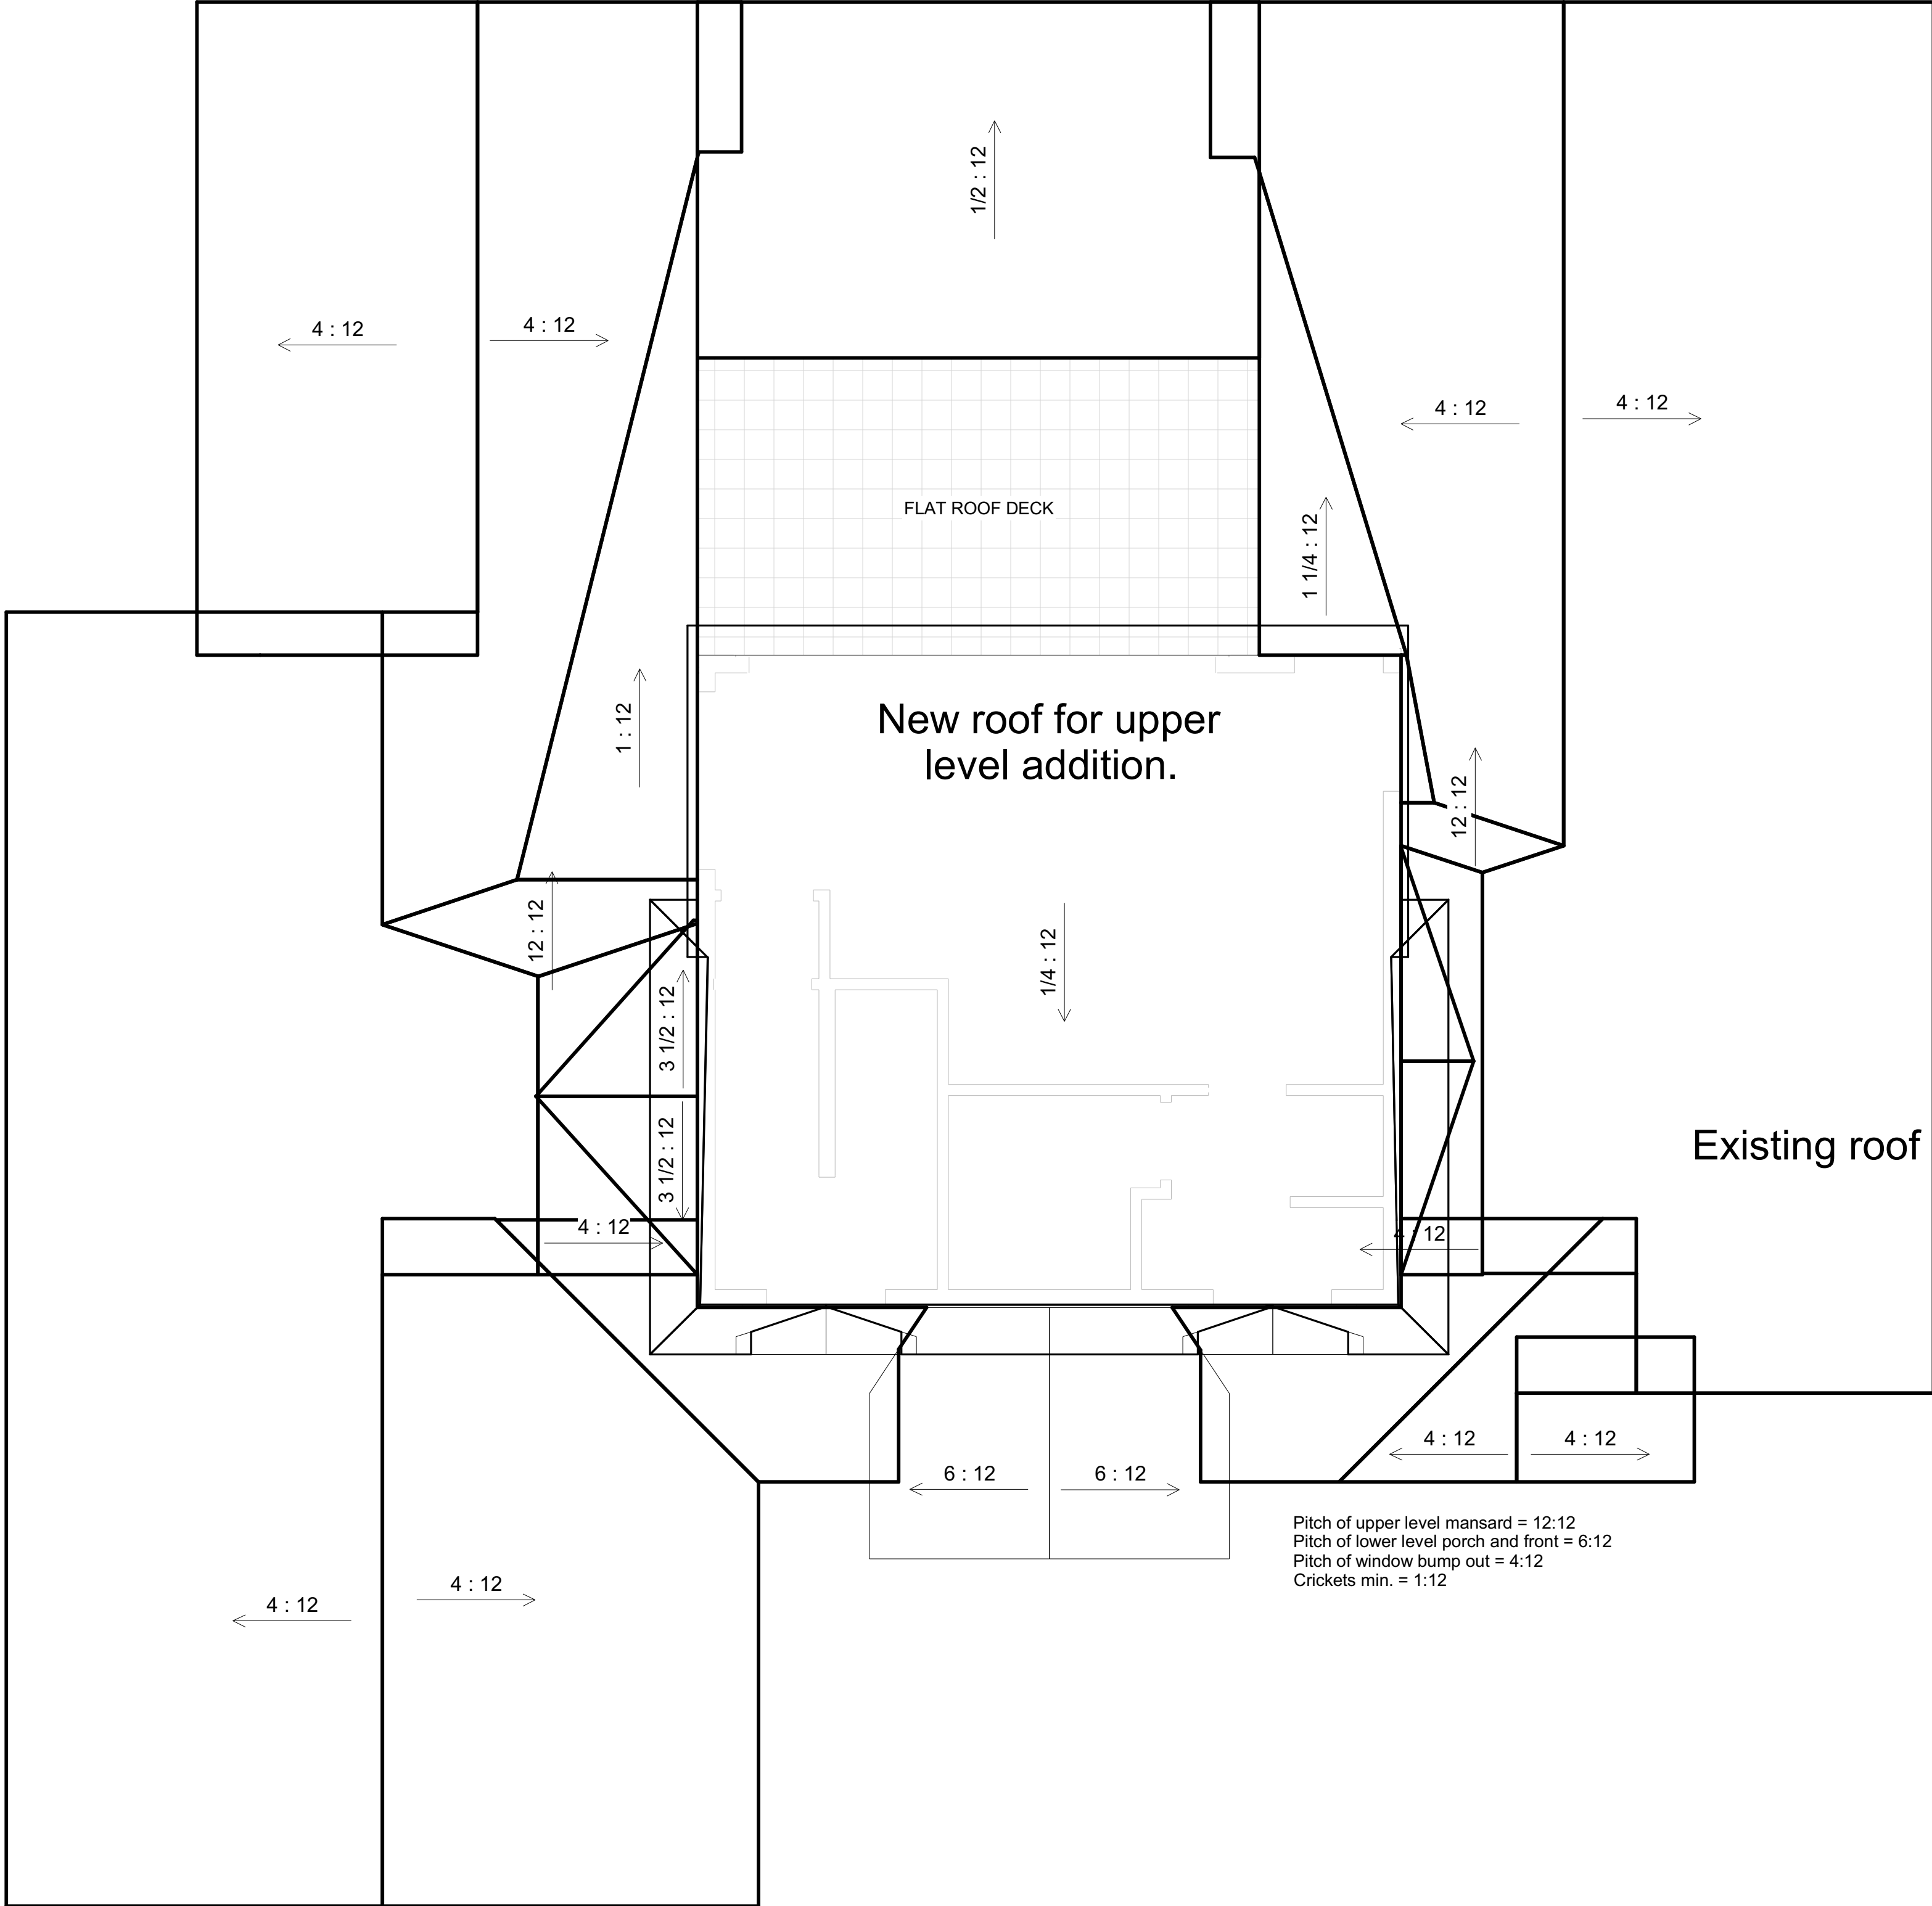 1/2 : 12
4 : 12
4 : 12
4 : 12
4 : 12
FLAT ROOF DECK
1 1/4 : 12
New roof for upper
level addition.
1 : 12
12 : 12
12 : 12
1/4 : 12
3 1/2 : 12
3 1/2 : 12
Existing roof
4 : 12
4 : 12
4 : 12
4 : 12
6 : 12
6 : 12
Pitch of upper level mansard = 12:12
Pitch of lower level porch and front = 6:12
Pitch of window bump out = 4:12
Crickets min. = 1:12
4 : 12
4 : 12